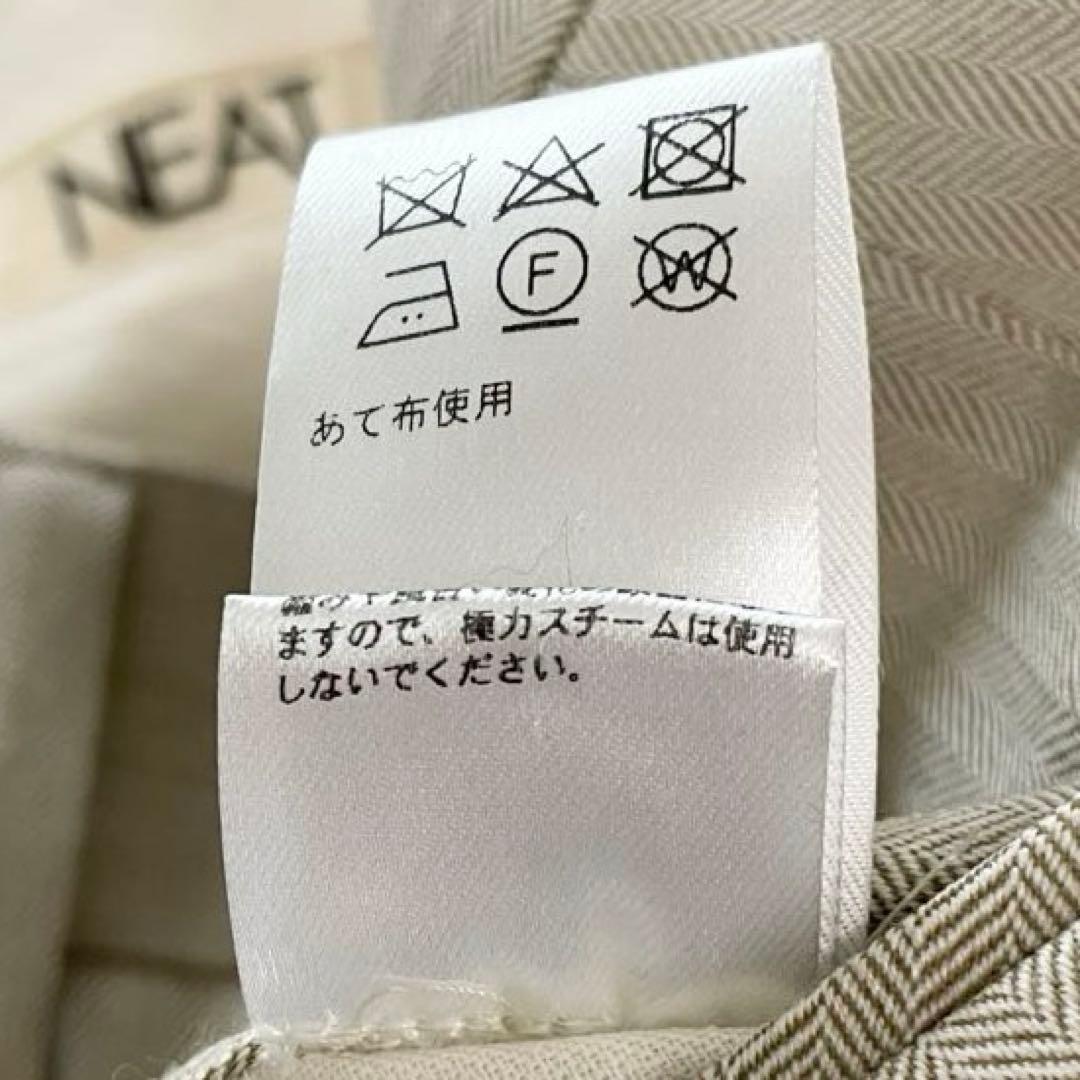 NEAT
F
W
あて布使用
ますので、極力スチームは使用
しないでください。